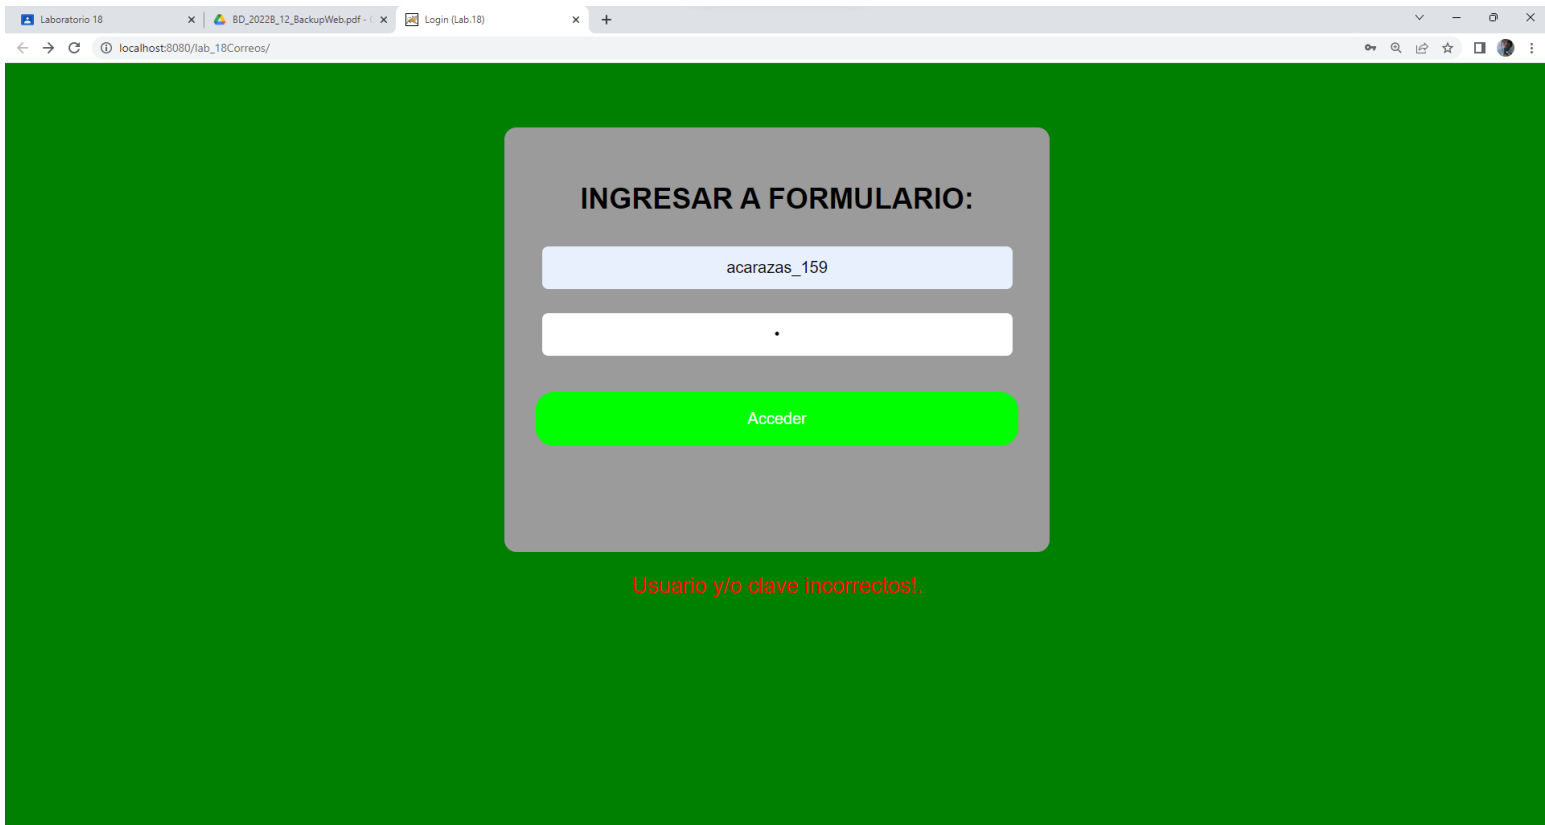 Laboratorio 18
BD_2022B_12_BackupWeb.pdf -
Login (Lab.18)
localhost:8080/lab_18Correos/
INGRESAR A FORMULARIO:
acarazas_159
Acceder
Usuario y/o clave incorrectos!.